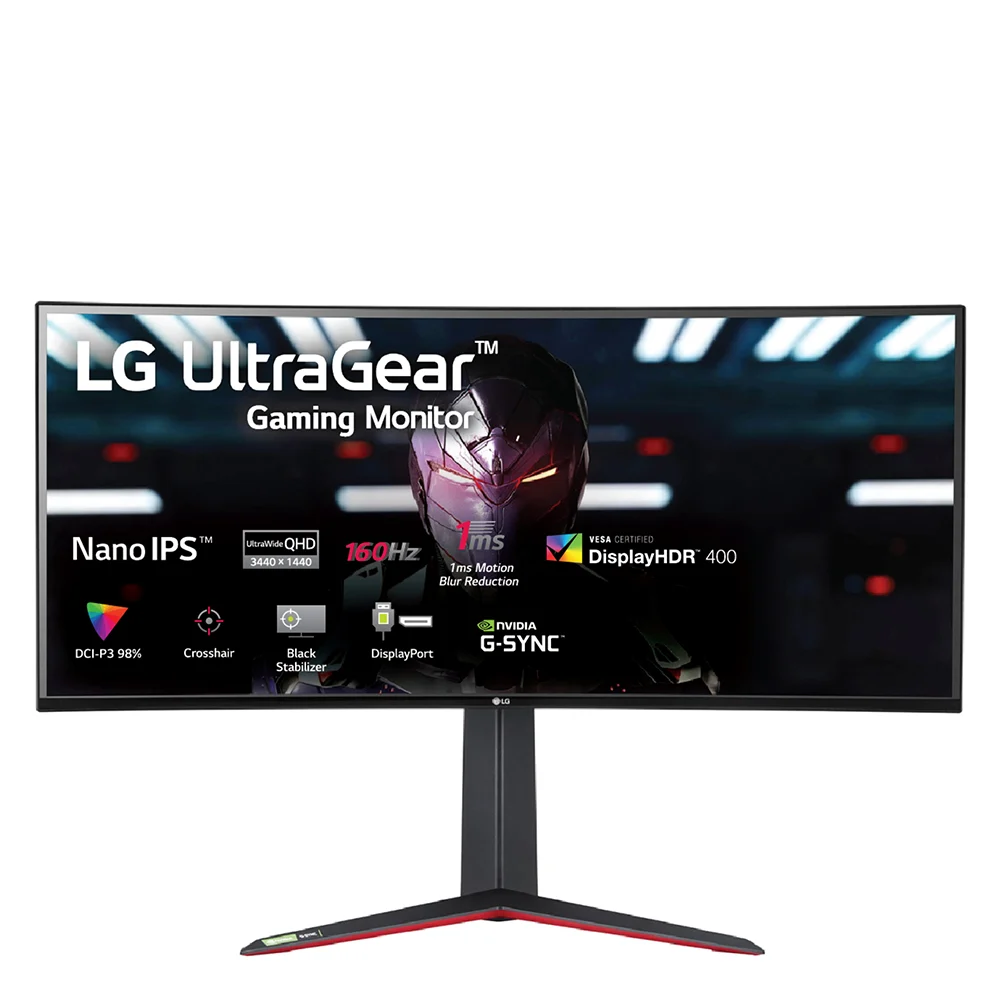 LG UltraGear™
Gaming Monitor
Nano IPS™
UltraWide QHD
3440 × 1440
160Hz
1ms
1ms Motion
Blur Reduction
VESA CERTIFIED
DisplayHDR™ 400
DCI-P3 98%
Crosshair
Black
Stabilizer
DisplayPort
NVIDIA
G-SYNC™
LG